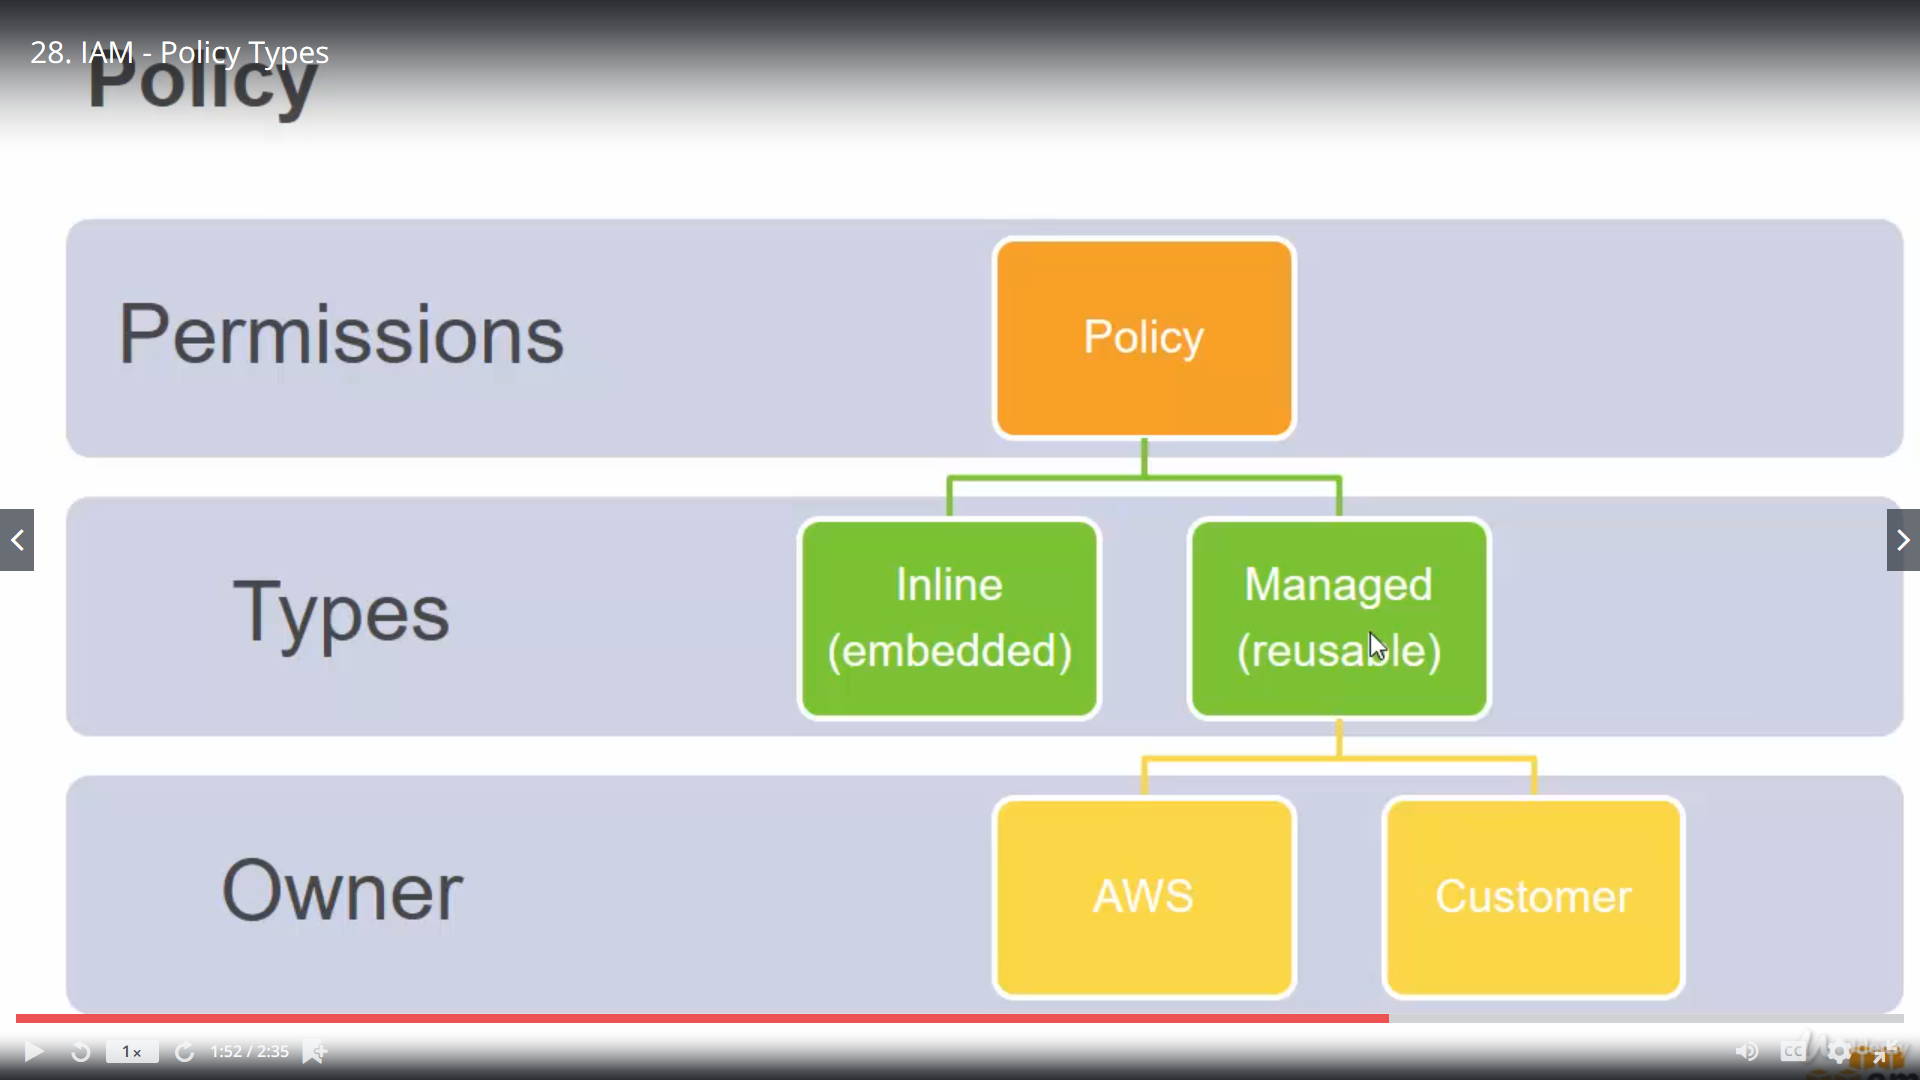 28. IAM - Policy Types
Policy
Permissions
Policy
Types
Inline
(embedded)
Managed
(reusable)
Owner
AWS
Customer
1x
1:52 / 2:35
CC